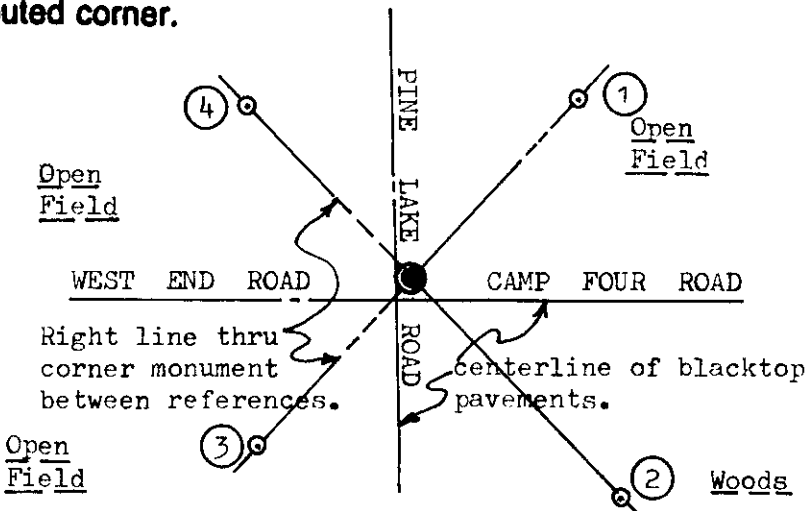 uted corner.
PINE LAKE ROAD
4
1
Open
Field
Open
Field
WEST END ROAD
CAMP FOUR ROAD
Right line thru
corner monument
between references.
centerline of blacktop
pavements.
3
Open
Field
2
Woods